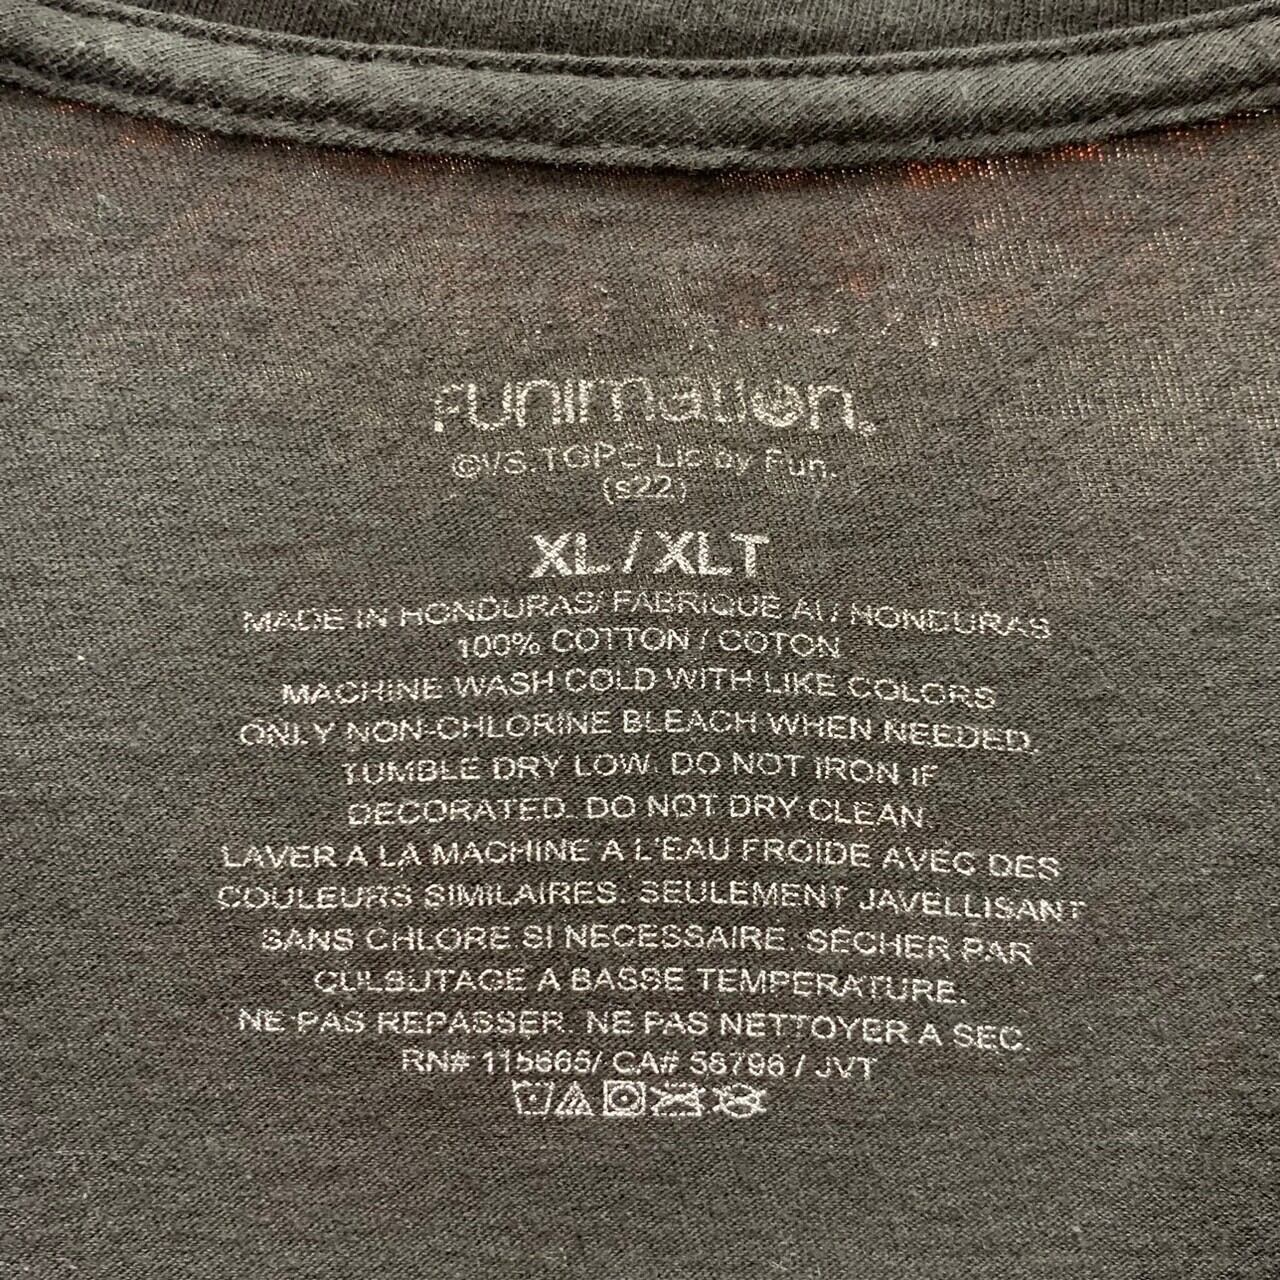 FUNimation.
©VS.TGPC Lic by Fun.
(s22)
XL / XLT
MADE IN HONDURAS/ FABRIQUE AU HONDURAS
100% COTTON / COTON
MACHINE WASH COLD WITH LIKE COLORS
ONLY NON-CHLORINE BLEACH WHEN NEEDED.
TUMBLE DRY LOW. DO NOT IRON IF
DECORATED. DO NOT DRY CLEAN.
LAVER A LA MACHINE A L'EAU FROIDE AVEC DES
COULEURS SIMILAIRES. SEULEMENT JAVELLISANT
SANS CHLORE SI NECESSAIRE. SECHER PAR
CULBUTAGE A BASSE TEMPERATURE.
NE PAS REPASSER. NE PAS NETTOYER A SEC.
RN# 115665/ CA# 56796 / JVT